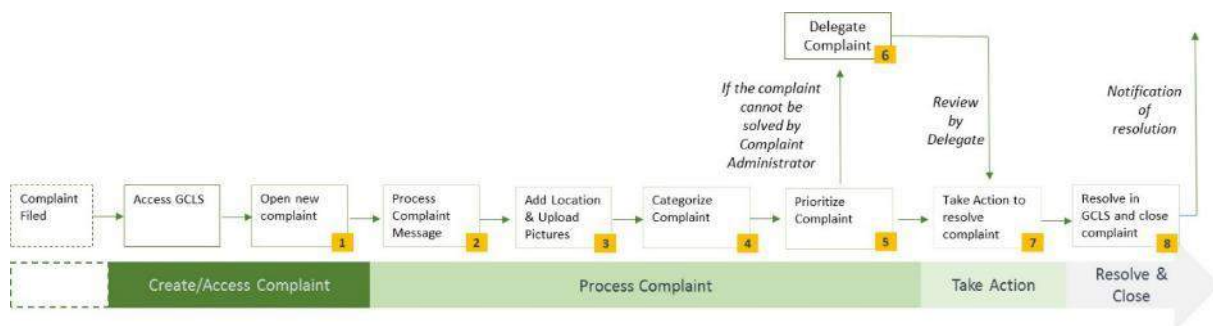 Delegate
Complaint
6
If the complaint
cannot be
solved by
Complaint
Administrator
Review
by
Delegate
Notification
of
resolution
Complaint
Filed
Access GCLS
Open new
complaint
1
Process
Complaint
Message
2
Add Location
& Upload
Pictures
3
Categorize
Complaint
4
Prioritize
Complaint
5
Take Action to
resolve
complaint
7
Resolve in
GCLS and close
complaint
8
Create/Access Complaint
Process Complaint
Take Action
Resolve &
Close